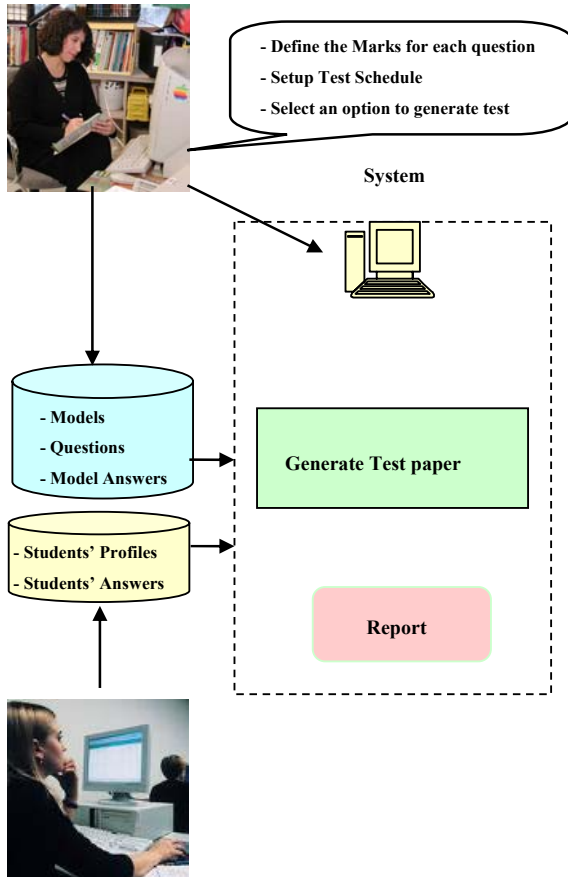 - Define the Marks for each question
- Setup Test Schedule
- Select an option to generate test
System
- Models
- Questions
- Model Answers
Generate Test paper
- Students’ Profiles
- Students’ Answers
Report